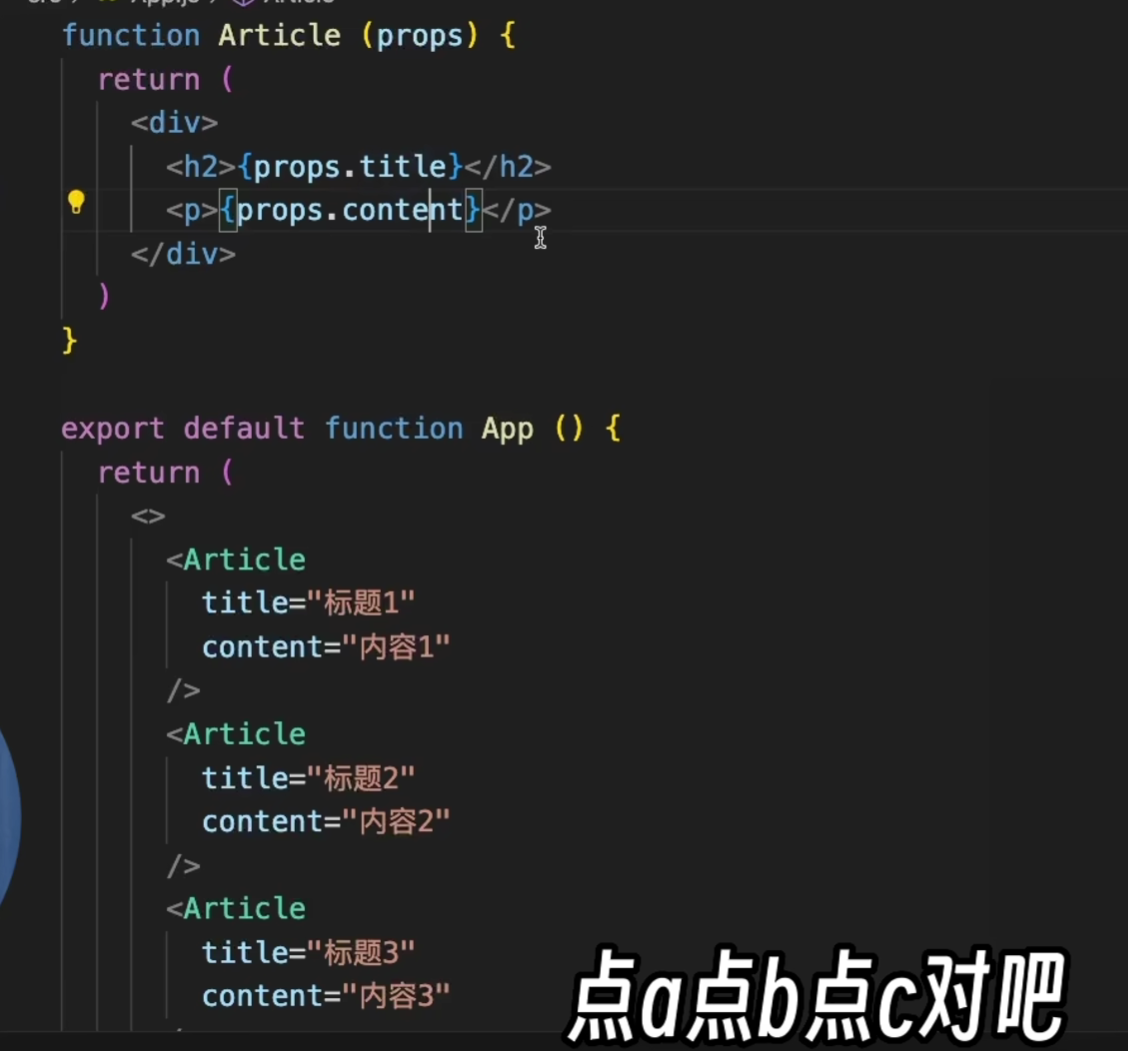 function Article (props) {
return (
<div>
<h2>{props.title}</h2>
<p>{props.content}</p>
</div>
)
}
export default function App () {
return (
<>
<Article
title="标题1"
content="内容1"
/>
<Article
title="标题2"
content="内容2"
/>
<Article
title="标题3"
content="内容3"
点a点b点c对吧